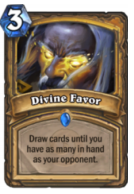 3
Divine Favor
Draw cards until you
have as many in hand
as your opponent.